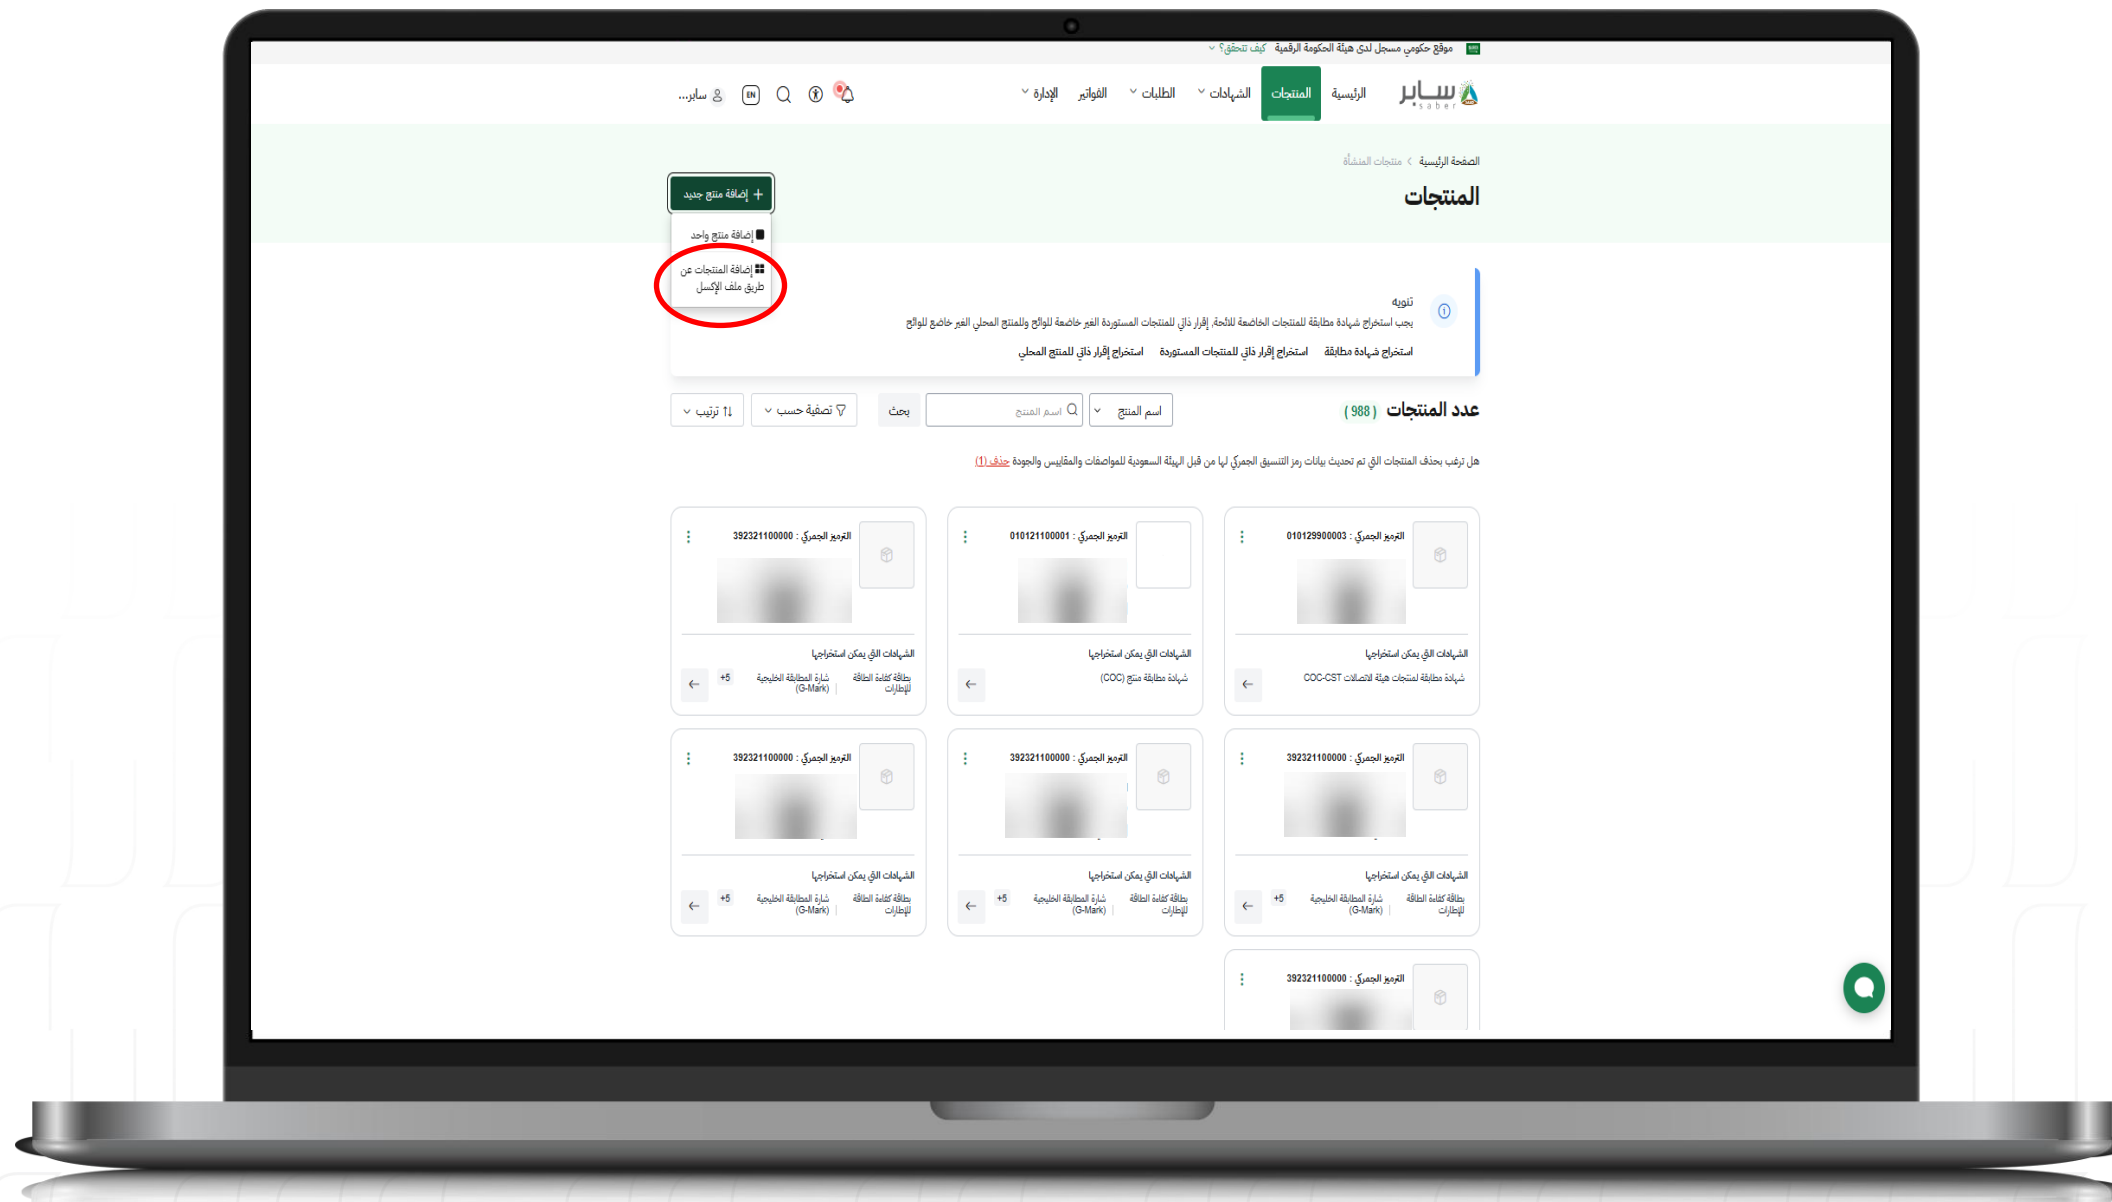 موقع حكومي مسجل لدى هيئة الحكومة الرقمية كيف تتحقق؟
سابر
saber
الرئيسية
المنتجات
الشهادات
الطلبات
الفواتير
الإدارة
EN
سابر...
الصفحة الرئيسية > منتجات المنشأة
المنتجات
+ إضافة منتج جديد
إضافة منتج واحد
إضافة المنتجات عن
طريق ملف الإكسل
تنويه
يجب استخراج شهادة مطابقة للمنتجات الخاضعة للائحة, إقرار ذاتي للمنتجات المستوردة الغير خاضعة للوائح وللمنتج المحلي الغير خاضع للوائح
استخراج شهادة مطابقة استخراج إقرار ذاتي للمنتجات المستوردة استخراج إقرار ذاتي للمنتج المحلي
عدد المنتجات ( 988 )
اسم المنتج
اسم المنتج
بحث
تصفية حسب
ترتيب
هل ترغب بحذف المنتجات التي تم تحديث بيانات رمز التنسيق الجمركي لها من قبل الهيئة السعودية للمواصفات والمقاييس والجودة حذف (1)
الترميز الجمركي : 010129900003
الشهادات التي يمكن استخراجها
شهادة مطابقة لمنتجات هيئة الاتصالات COC-CST
الترميز الجمركي : 010121100001
الشهادات التي يمكن استخراجها
شهادة مطابقة منتج (COC)
الترميز الجمركي : 392321100000
الشهادات التي يمكن استخراجها
بطاقة كفاءة الطاقة
للإطارات
شارة المطابقة الخليجية
(G-Mark)
+5
الترميز الجمركي : 392321100000
الشهادات التي يمكن استخراجها
بطاقة كفاءة الطاقة
للإطارات
شارة المطابقة الخليجية
(G-Mark)
+5
الترميز الجمركي : 392321100000
الشهادات التي يمكن استخراجها
بطاقة كفاءة الطاقة
للإطارات
شارة المطابقة الخليجية
(G-Mark)
+5
الترميز الجمركي : 392321100000
الشهادات التي يمكن استخراجها
بطاقة كفاءة الطاقة
للإطارات
شارة المطابقة الخليجية
(G-Mark)
+5
الترميز الجمركي : 392321100000